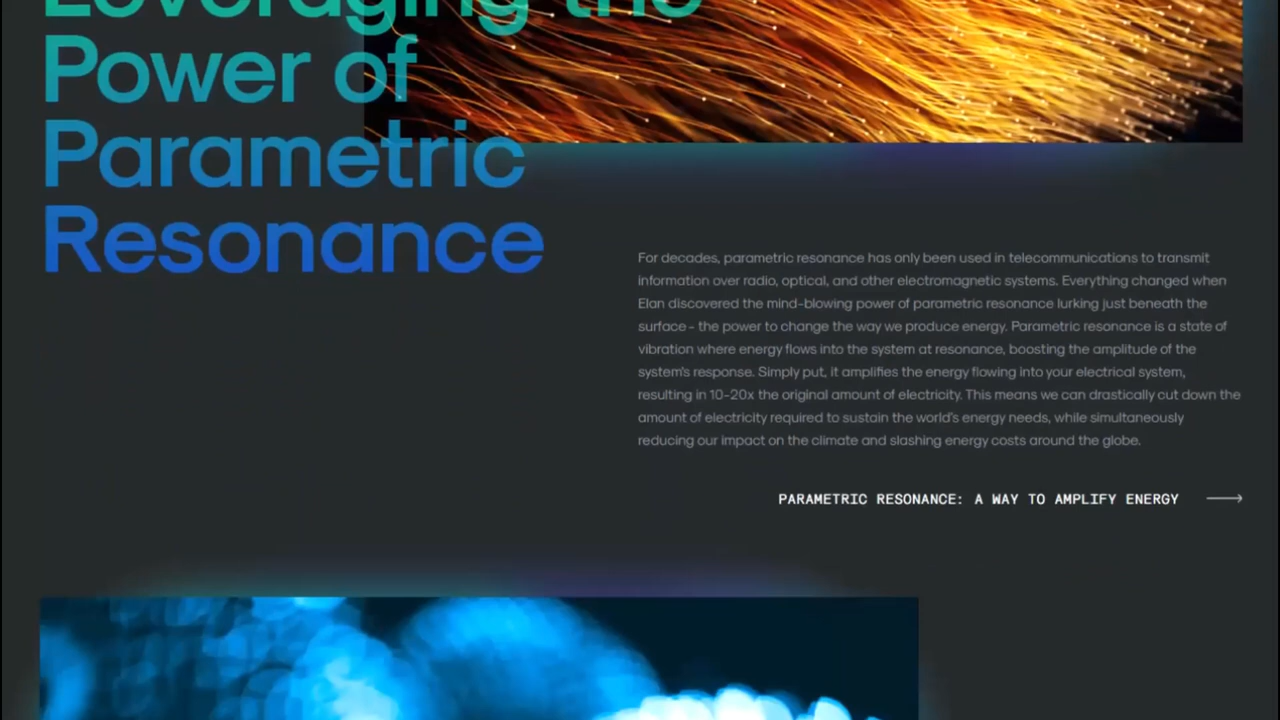 Leveraging the
Power of
Parametric
Resonance
For decades, parametric resonance has only been used in telecommunications to transmit
information over radio, optical, and other electromagnetic systems. Everything changed when
Elan discovered the mind-blowing power of parametric resonance lurking just beneath the
surface - the power to change the way we produce energy. Parametric resonance is a state of
vibration where energy flows into the system at resonance, boosting the amplitude of the
system's response. Simply put, it amplifies the energy flowing into your electrical system,
resulting in 10-20x the original amount of electricity. This means we can drastically cut down the
amount of electricity required to sustain the world's energy needs, while simultaneously
reducing our impact on the climate and slashing energy costs around the globe.
PARAMETRIC RESONANCE: A WAY TO AMPLIFY ENERGY